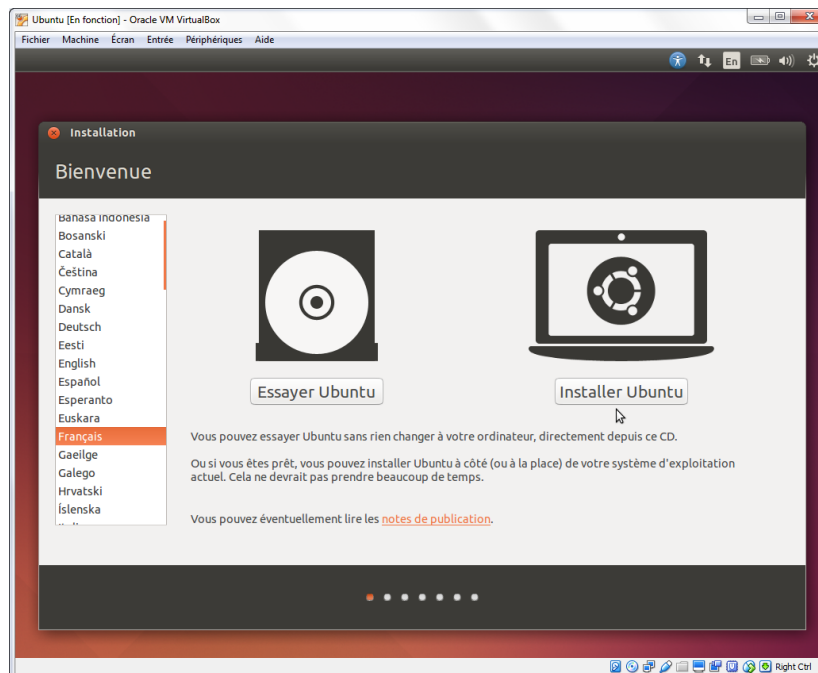 Ubuntu [En fonction] - Oracle VM VirtualBox
Fichier Machine Écran Entrée Périphériques Aide
En
Installation
Bienvenue
Bahasa Indonesia
Bosanski
Català
Čeština
Cymraeg
Dansk
Deutsch
Eesti
English
Español
Esperanto
Euskara
Français
Gaeilge
Galego
Hrvatski
Íslenska
Essayer Ubuntu
Installer Ubuntu
Vous pouvez essayer Ubuntu sans rien changer à votre ordinateur, directement depuis ce CD.
Ou si vous êtes prêt, vous pouvez installer Ubuntu à côté (ou à la place) de votre système d'exploitation
actuel. Cela ne devrait pas prendre beaucoup de temps.
Vous pouvez éventuellement lire les notes de publication.
Right Ctrl